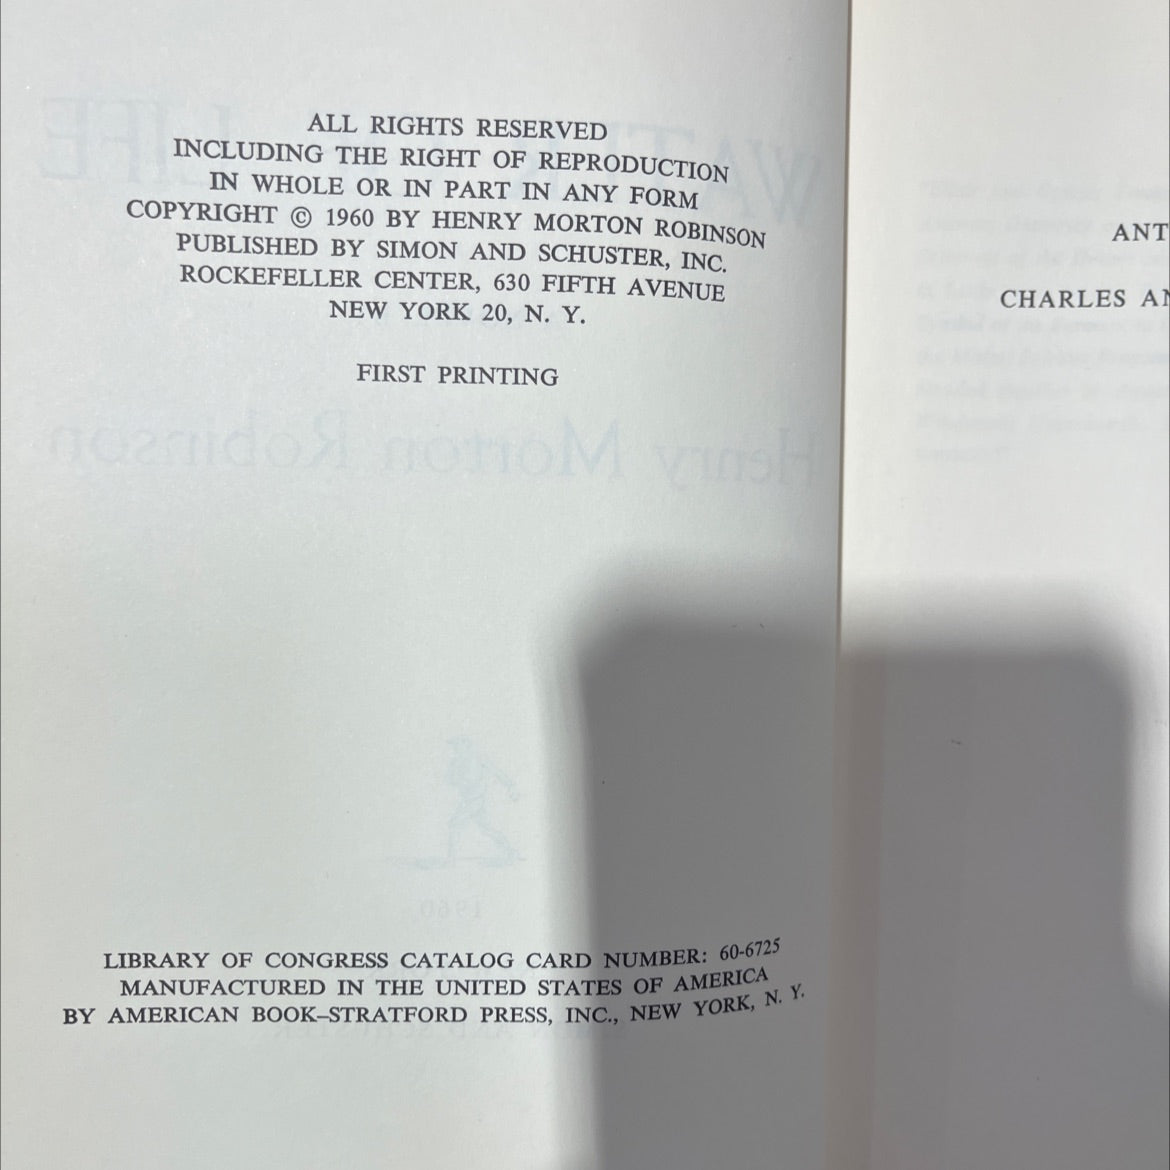 ALL RIGHTS RESERVED
INCLUDING THE RIGHT OF REPRODUCTION
IN WHOLE OR IN PART IN ANY FORM
COPYRIGHT © 1960 BY HENRY MORTON ROBINSON
PUBLISHED BY SIMON AND SCHUSTER, INC.
ROCKEFELLER CENTER, 630 FIFTH AVENUE
NEW YORK 20, N. Y.
FIRST PRINTING
LIBRARY OF CONGRESS CATALOG CARD NUMBER: 60-6725
MANUFACTURED IN THE UNITED STATES OF AMERICA
BY AMERICAN BOOK–STRATFORD PRESS, INC., NEW YORK, N. Y.
ANT
CHARLES AN